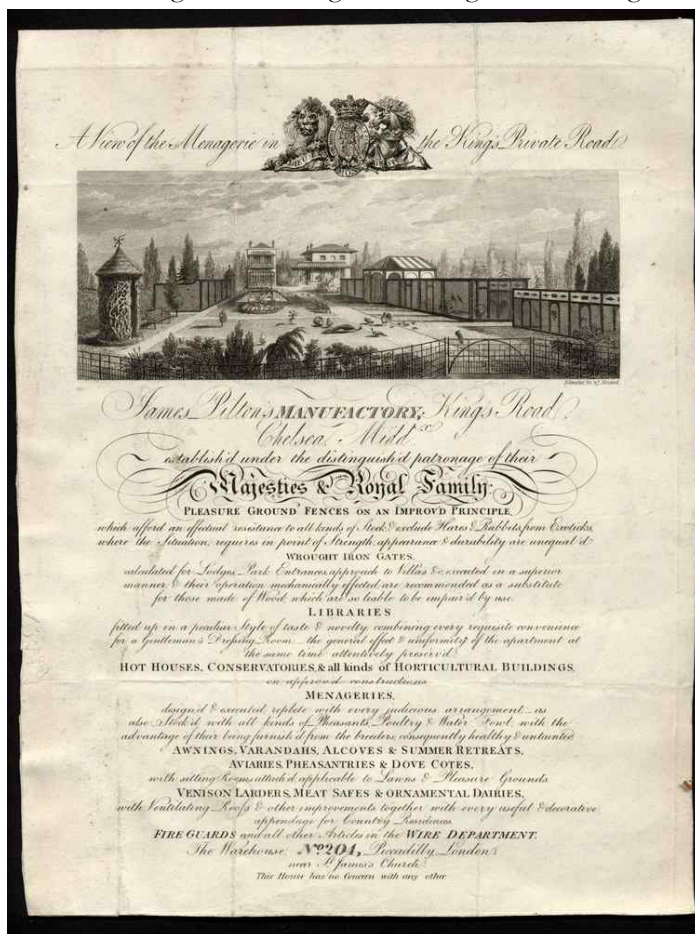 A View of the Menagerie in the King's Private Road
James Pilton's MANUFACTORY, King's Road
Chelsea, Middx.
establish'd under the distinguish'd patronage of their
Majesties & Royal Family.
PLEASURE GROUND FENCES ON AN IMPROV'D PRINCIPLE,
which afford an effectual resistance to all kinds of Stock & exclude Hares & Rabbits from Exoticks,
where the Situation, requires in point of Strength, appearance & durability are unequal'd
WROUGHT IRON GATES,
calculated for Lodges, Park Entrances, approach to Villas &c. executed in a superior
manner & their operation mechanically effected are recommended as a substitute
for those made of Wood, which are so liable to be impair'd by use.
LIBRARIES
fitted up in a peculiar Style of taste & novelty, combining every requisite convenience
for a Gentleman's Dressing Room the general effect & uniformity of the apartment at
the same time attentively preserv'd
HOT HOUSES, CONSERVATORIES, & all kinds of HORTICULTURAL BUILDINGS,
on approv'd constructions
MENAGERIES,
design'd & executed, replete with every judicious arrangement as
also Stock'd with all kinds of Pheasants, Poultry & Water Fowl, with the
advantage of their being furnish'd from the breeders, consequently healthy & untainted
AWNINGS, VARANDAHS, ALCOVES & SUMMER RETREATS,
AVIARIES, PHEASANTRIES & DOVE COTES,
with sitting Rooms attach'd applicable to Lawns & Pleasure Grounds
VENISON LARDERS, MEAT SAFES & ORNAMENTAL DAIRIES,
with Ventilating Roofs & other improvements together with every useful & decorative
appendage for Country Residences
FIRE GUARDS and all other Articles in the WIRE DEPARTMENT.
The Warehouse, No. 201, Piccadilly, London,
near St. James's Church.
This House has no Concern with any other